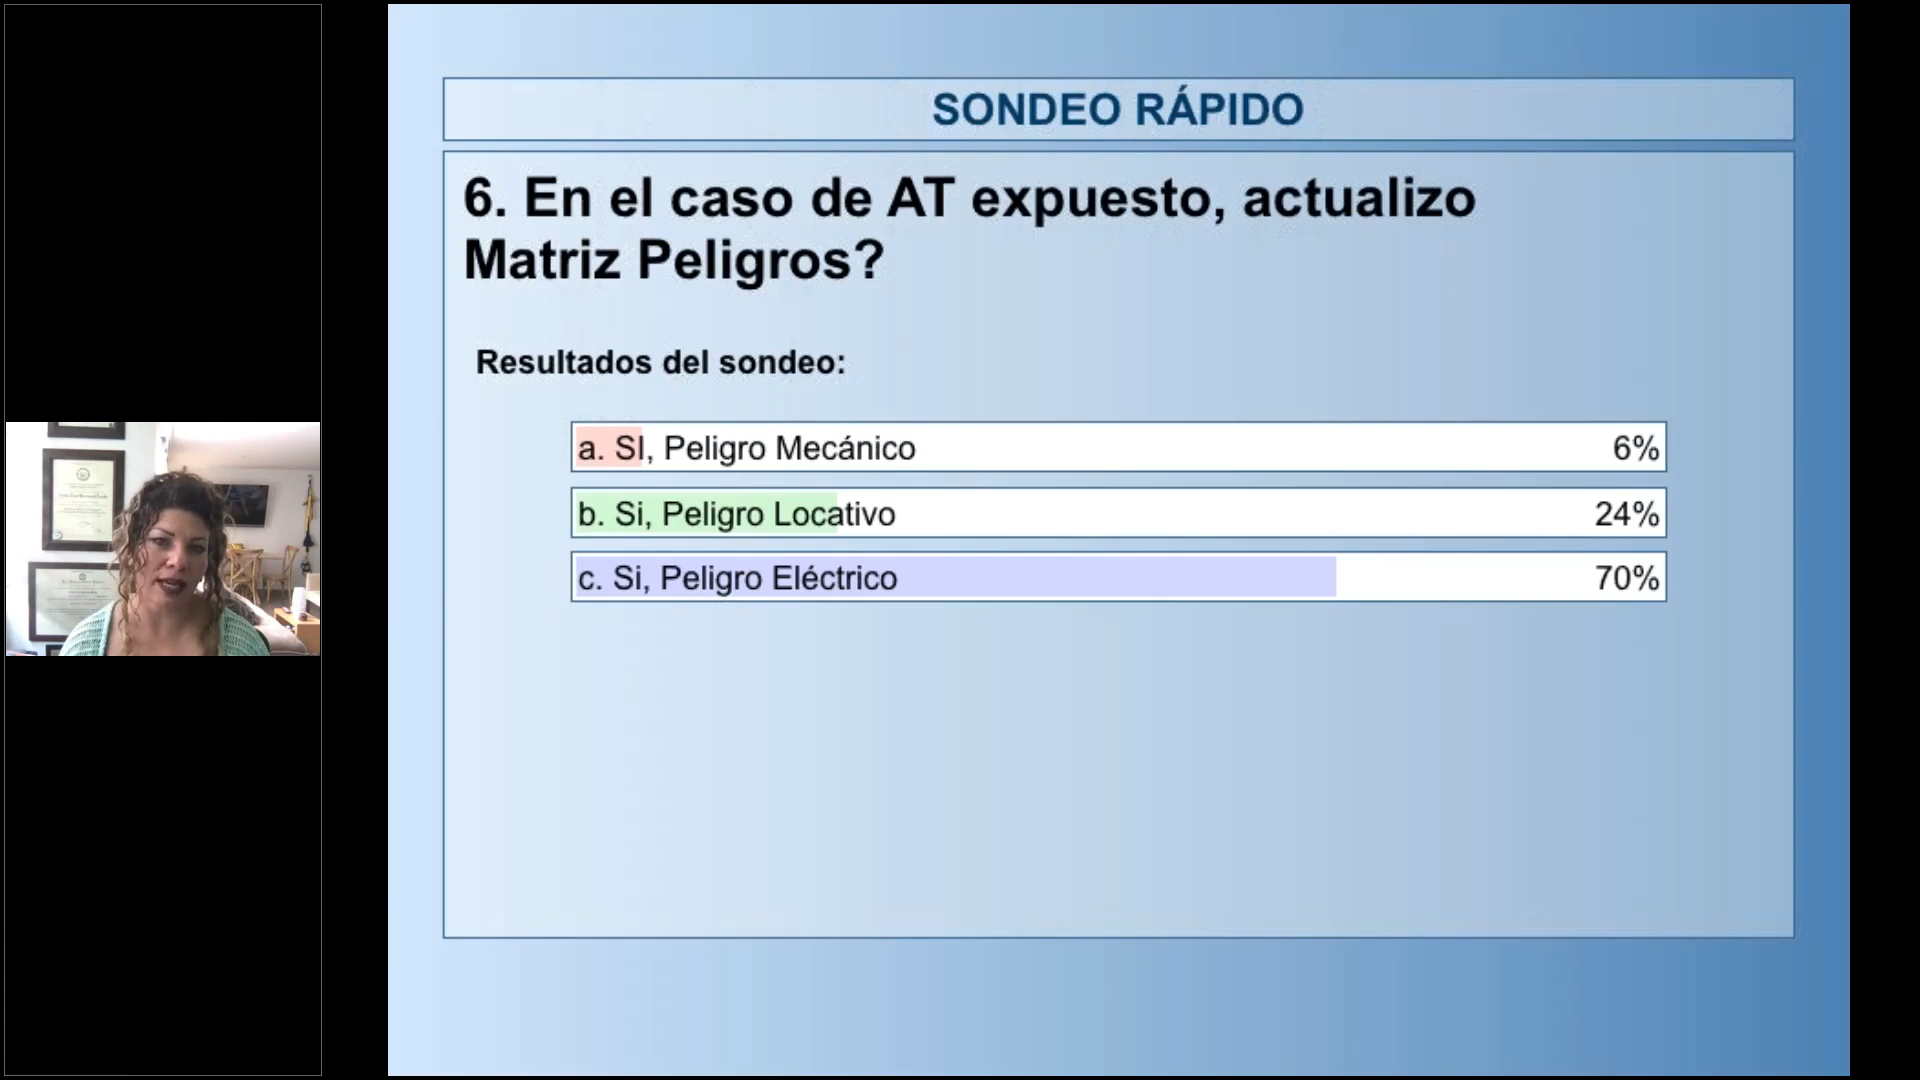 SONDEO RÁPIDO
6. En el caso de AT expuesto, actualizo
Matriz Peligros?
Resultados del sondeo:
a. SI, Peligro Mecánico 6%
b. Si, Peligro Locativo 24%
c. Si, Peligro Eléctrico 70%